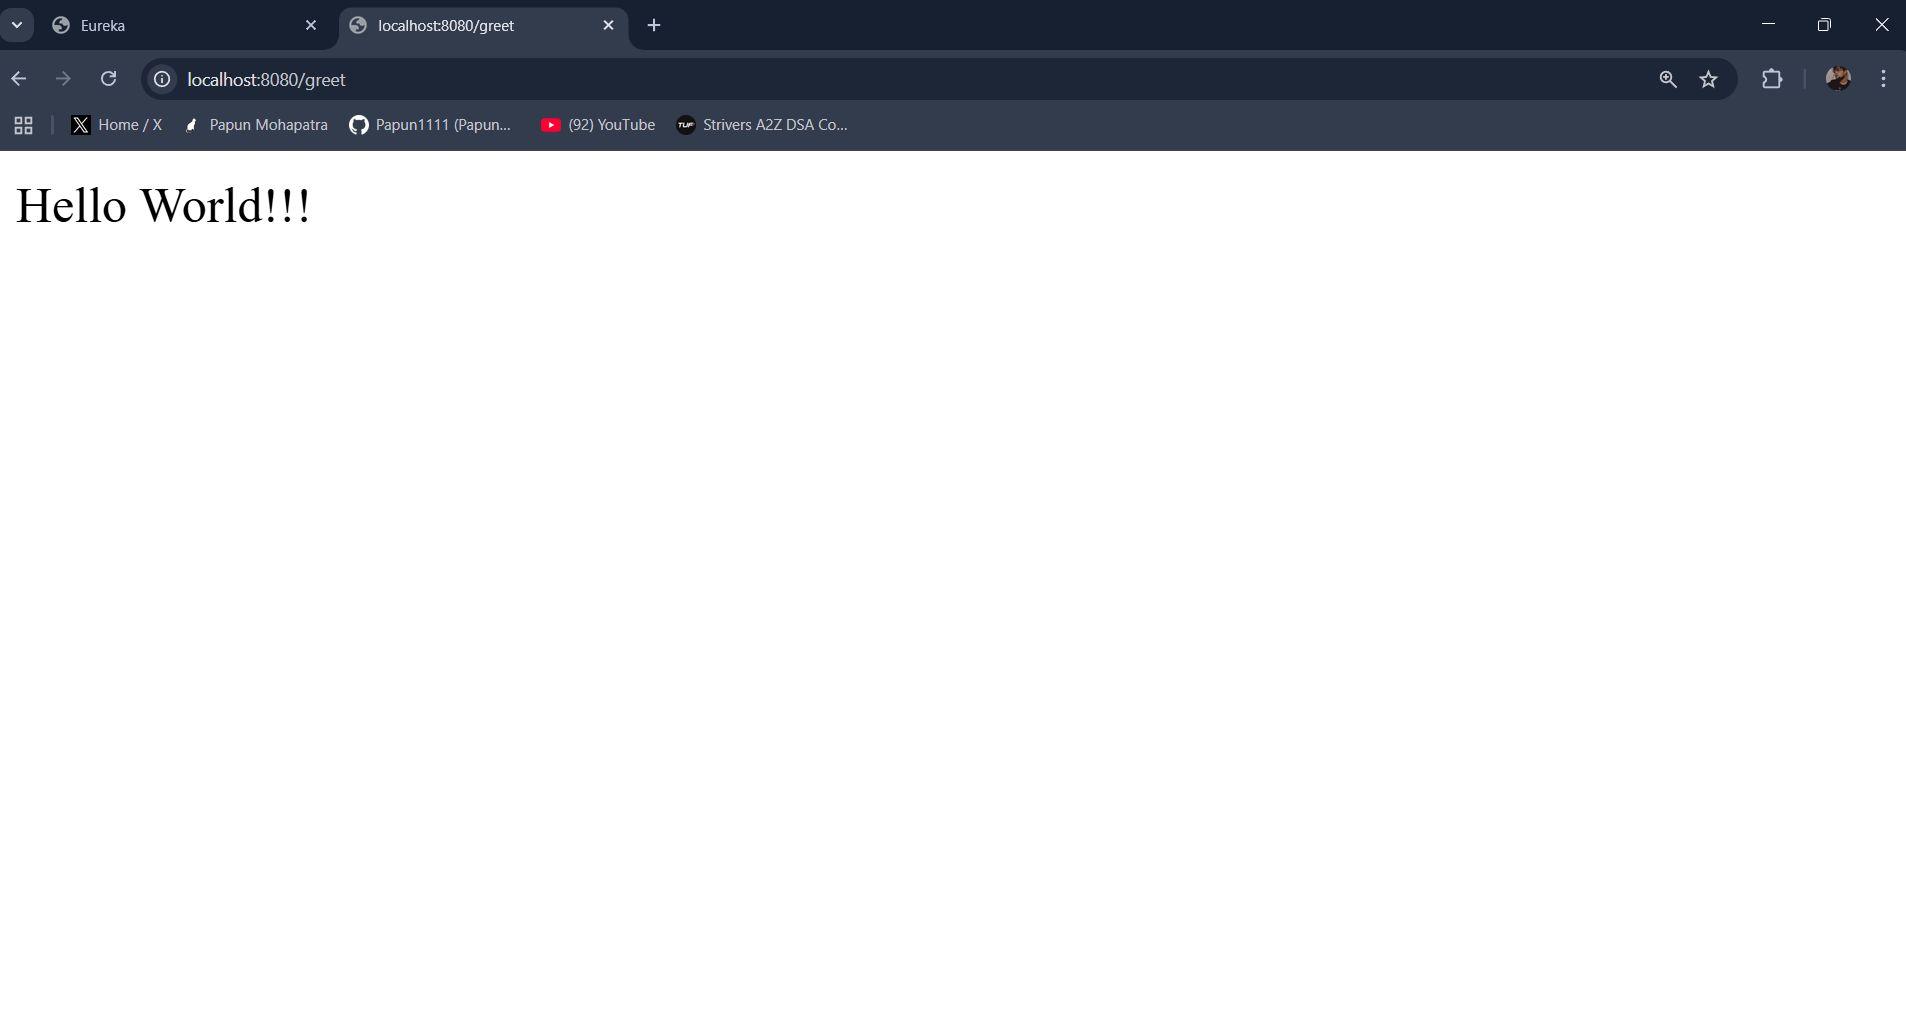 Eureka
localhost:8080/greet
localhost:8080/greet
Home / X
Papun Mohapatra
Papun1111 (Papun...
(92) YouTube
TUF
Strivers A2Z DSA Co...
Hello World!!!